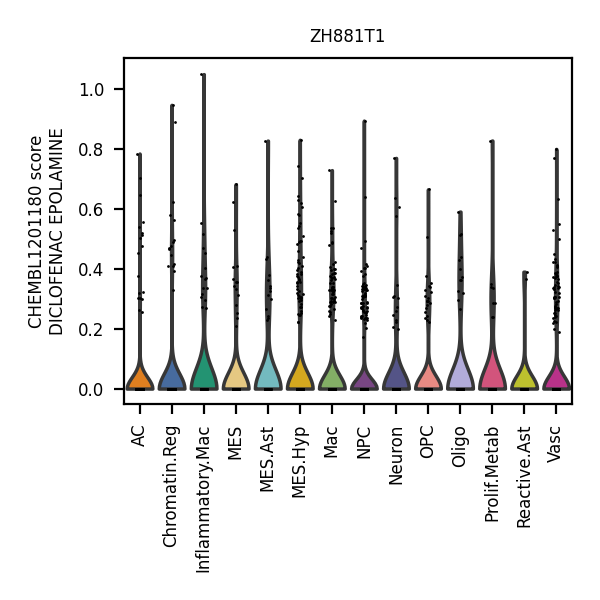 ZH881T1
CHEMBL1201180 score
DICLOFENAC EPOLAMINE
1.0
0.8
0.6
0.4
0.2
0.0
AC
Chromatin.Reg
Inflammatory.Mac
MES
MES.Ast
MES.Hyp
Mac
NPC
Neuron
OPC
Oligo
Prolif.Metab
Reactive.Ast
Vasc